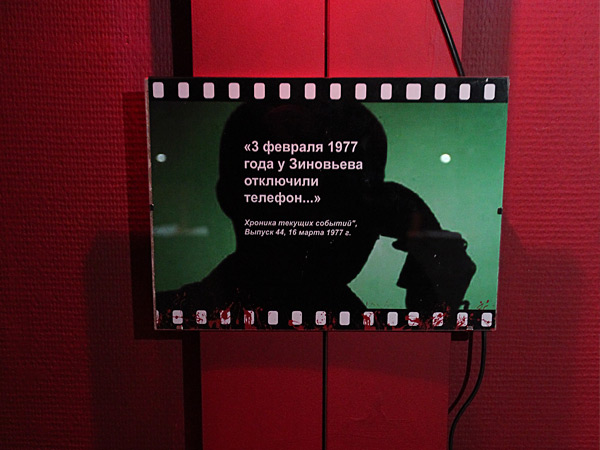 «3 февраля 1977
года у Зиновьева
отключили
телефон...»
Хроника текущих событий",
Выпуск 44, 16 марта 1977 г.